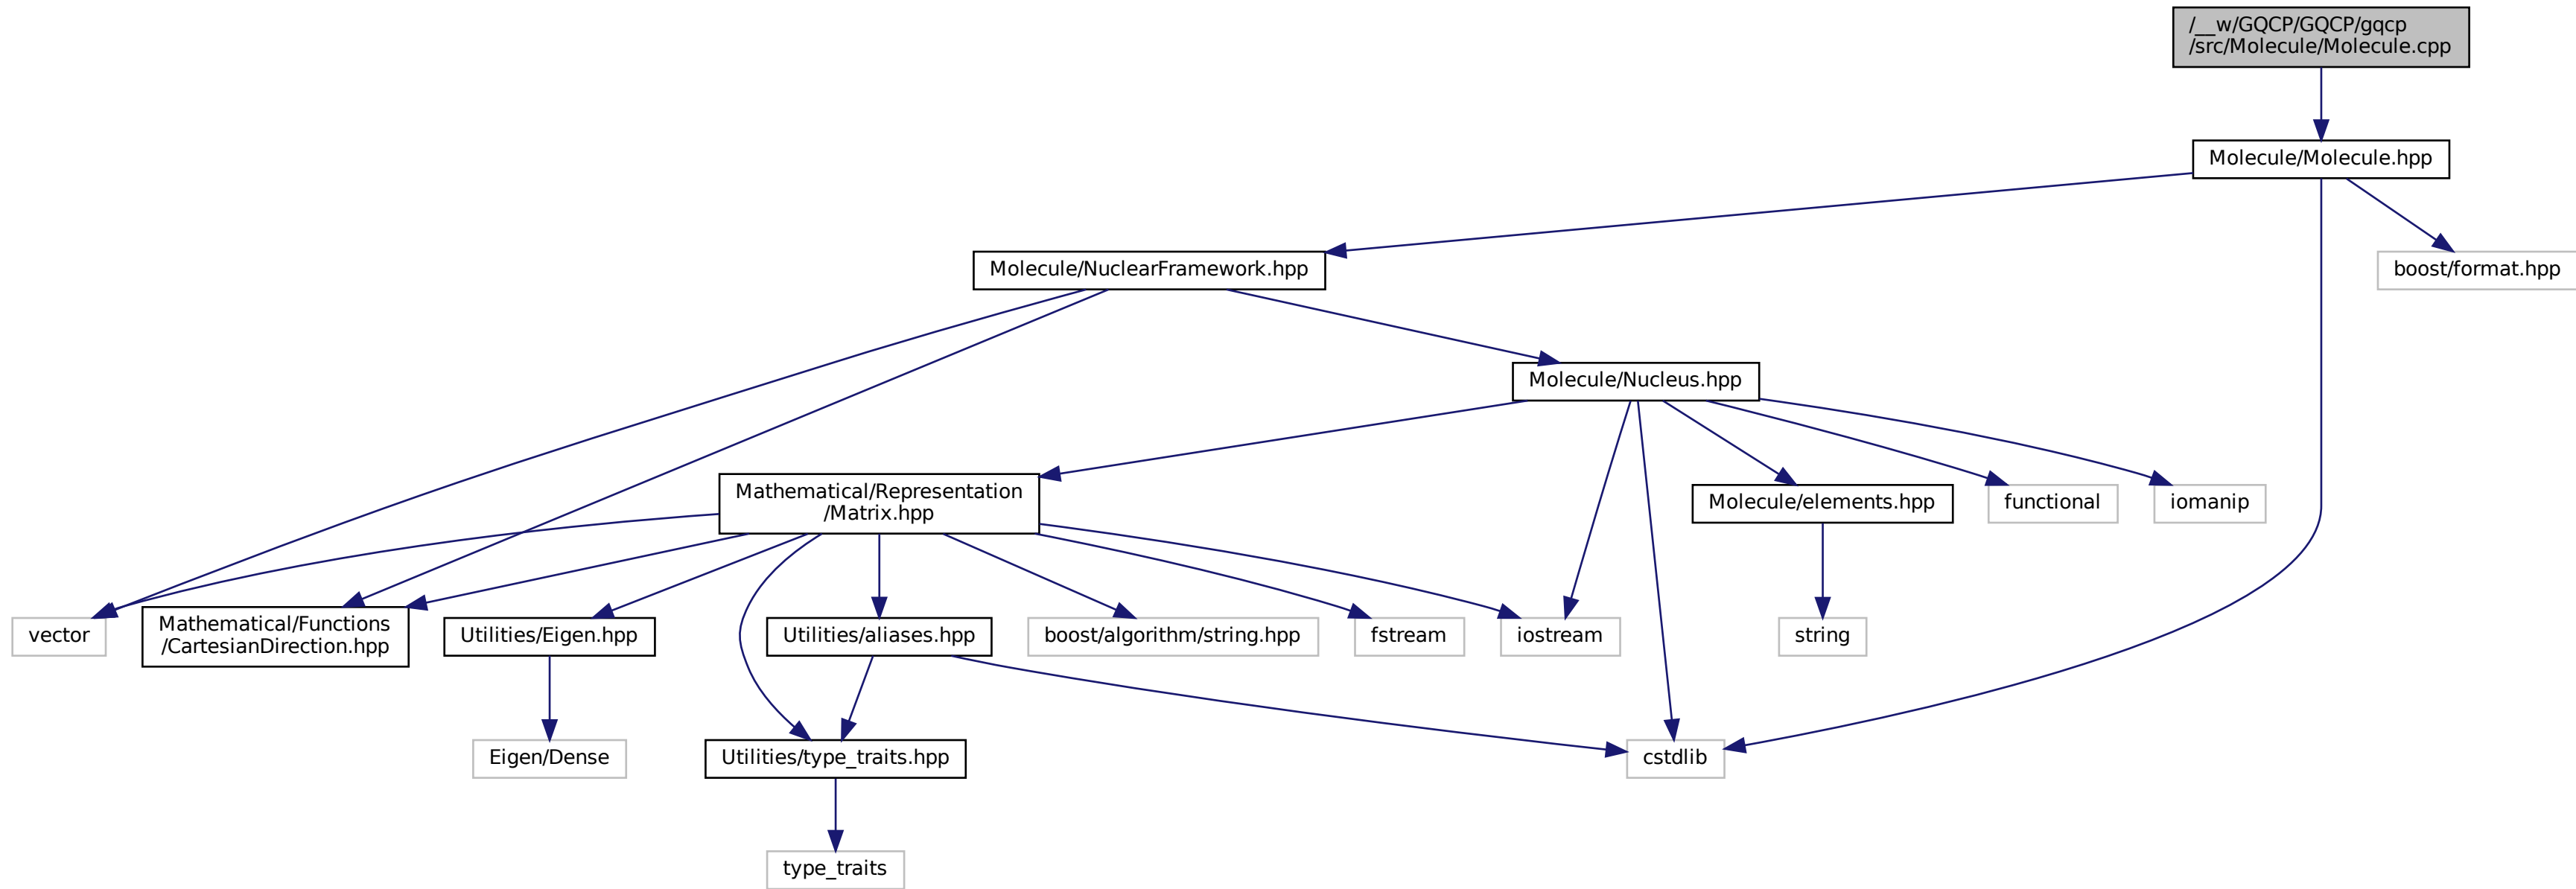 /__w/GQCP/GQCP/gqcp
/src/Molecule/Molecule.cpp
Molecule/Molecule.hpp
Molecule/NuclearFramework.hpp
boost/format.hpp
Molecule/Nucleus.hpp
Mathematical/Representation
/Matrix.hpp
Molecule/elements.hpp
functional
iomanip
vector
Mathematical/Functions
/CartesianDirection.hpp
Utilities/Eigen.hpp
Utilities/aliases.hpp
boost/algorithm/string.hpp
fstream
iostream
string
Eigen/Dense
Utilities/type_traits.hpp
cstdlib
type_traits